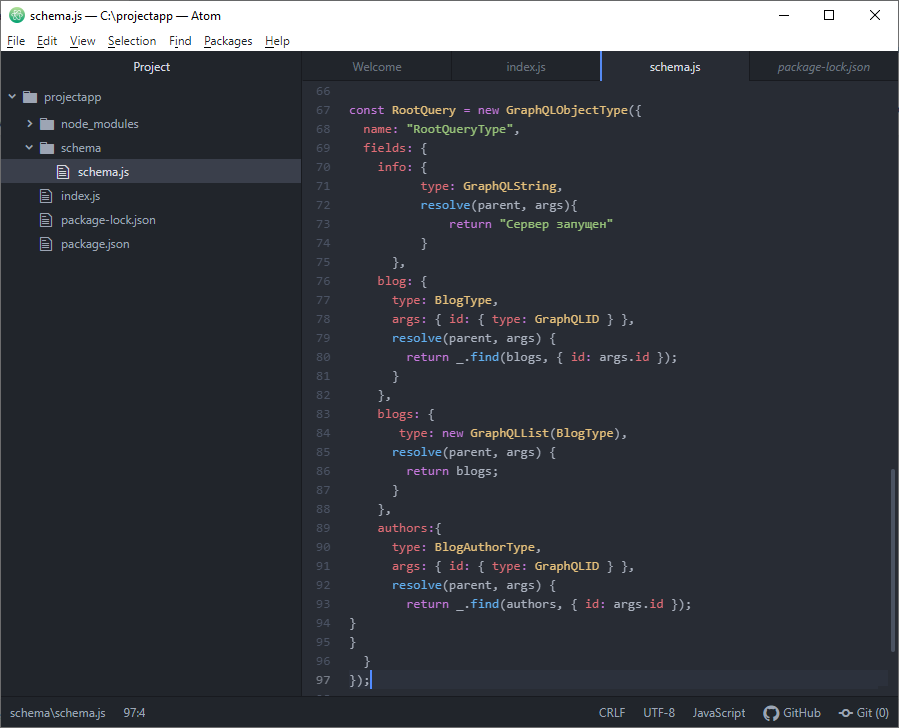 schema.js — C:\projectapp — Atom
File Edit View Selection Find Packages Help
Project
Welcome index.js schema.js package-lock.json
projectapp
node_modules
schema
schema.js
index.js
package-lock.json
package.json
66
67 const RootQuery = new GraphQLObjectType({
68 name: "RootQueryType",
69 fields: {
70 info: {
71 type: GraphQLString,
72 resolve(parent, args){
73 return "Сервер запущен"
74 }
75 },
76 blog: {
77 type: BlogType,
78 args: { id: { type: GraphQLID } },
79 resolve(parent, args) {
80 return _.find(blogs, { id: args.id });
81 }
82 },
83 blogs: {
84 type: new GraphQLList(BlogType),
85 resolve(parent, args) {
86 return blogs;
87 }
88 },
89 authors:{
90 type: BlogAuthorType,
91 args: { id: { type: GraphQLID } },
92 resolve(parent, args) {
93 return _.find(authors, { id: args.id });
94 }
95 }
96 }
97 });
schema\schema.js 97:4 CRLF UTF-8 JavaScript GitHub Git (0)